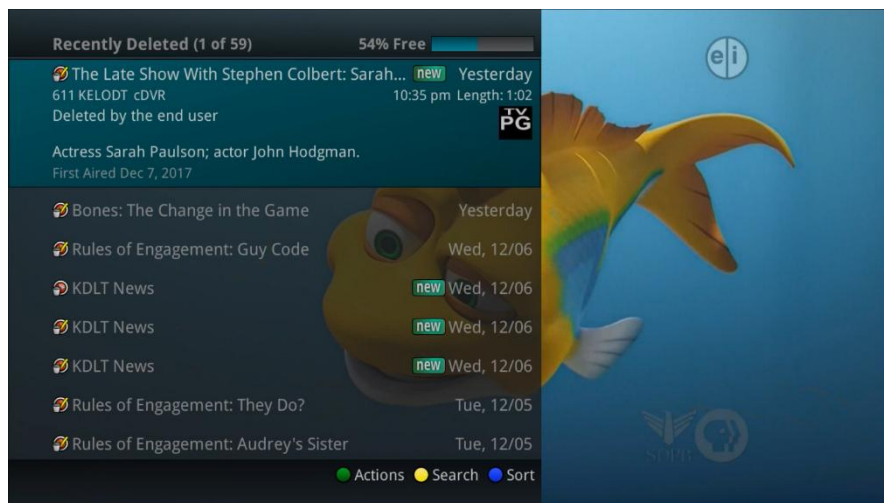 Recently Deleted (1 of 59) 54% Free
The Late Show With Stephen Colbert: Sarah... new Yesterday
611 KELODT cDVR 10:35 pm Length: 1:02
Deleted by the end user TV PG
Actress Sarah Paulson; actor John Hodgman.
First Aired Dec 7, 2017
Bones: The Change in the Game Yesterday
Rules of Engagement: Guy Code Wed, 12/06
KDLT News new Wed, 12/06
KDLT News new Wed, 12/06
KDLT News new Wed, 12/06
Rules of Engagement: They Do? Tue, 12/05
Rules of Engagement: Audrey's Sister Tue, 12/05
Actions Search Sort
e/i
SDPB